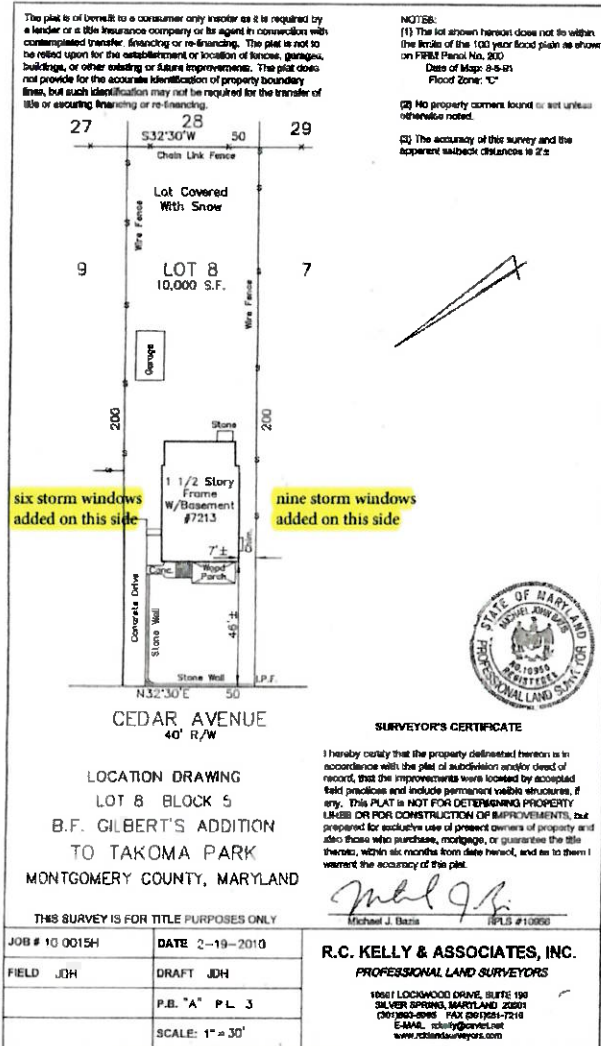 The plat is of benefit to a consumer only insofar as it is required by
a lender or a title insurance company or its agent in connection with
contemplated transfer, financing or re-financing. The plat is not to
be relied upon for the establishment or location of fences, garages,
buildings, or other existing or future improvements. The plat does
not provide for the accurate identification of property boundary
lines, but such identification may not be required for the transfer of
title or securing financing or re-financing.
NOTES:
(1) The lot shown hereon does not lie within
the limits of the 100 year flood plain as shown
on FIRM Panel No. 200
Date of Map: 8-5-91
Flood Zone: "C"
(2) No property corners found or set unless
otherwise noted.
(3) The accuracy of this survey and the
apparent setback distances is 2'±
27
28
29
S32°30'W 50
Chain Link Fence
Lot Covered
With Snow
Wire Fence
9
LOT 8
10,000 S.F.
7
Wire Fence
Garage
200
200
Stone
six storm windows
added on this side
1 1/2 Story
Frame
W/Basement
#7213
nine storm windows
added on this side
7'±
Chim.
Conc.
Wood
Porch
Concrete Drive
Stone Wall
46'±
Stone Wall
I.P.F.
N32°30'E 50
CEDAR AVENUE
40' R/W
STATE OF MARYLAND
MICHAEL JOHN BAZIS
NO. 10956
REGISTERED
PROFESSIONAL LAND SURVEYOR
LOCATION DRAWING
LOT 8 BLOCK 5
B.F. GILBERT'S ADDITION
TO TAKOMA PARK
MONTGOMERY COUNTY, MARYLAND
THIS SURVEY IS FOR TITLE PURPOSES ONLY
SURVEYOR'S CERTIFICATE
I hereby certify that the property delineated hereon is in
accordance with the plat of subdivision and/or deed of
record, that the improvements were located by accepted
field practices and include permanent visible structures, if
any. This PLAT IS NOT FOR DETERMINING PROPERTY
LINES OR FOR CONSTRUCTION OF IMPROVEMENTS, but
prepared for exclusive use of present owners of property and
also those who purchase, mortgage, or guarantee the title
thereto, within six months from date hereof, and as to them I
warrant the accuracy of this plat.
Michael J. Bazis RPLS #10956
JOB # 10 0015H
DATE 2-19-2010
FIELD JDH
DRAFT JDH
P.B. "A" PL 3
SCALE: 1" = 30'
R.C. KELLY & ASSOCIATES, INC.
PROFESSIONAL LAND SURVEYORS
LOCKWOOD DRIVE, SUITE 190
SILVER SPRING, MARYLAND
FAX
E-MAIL